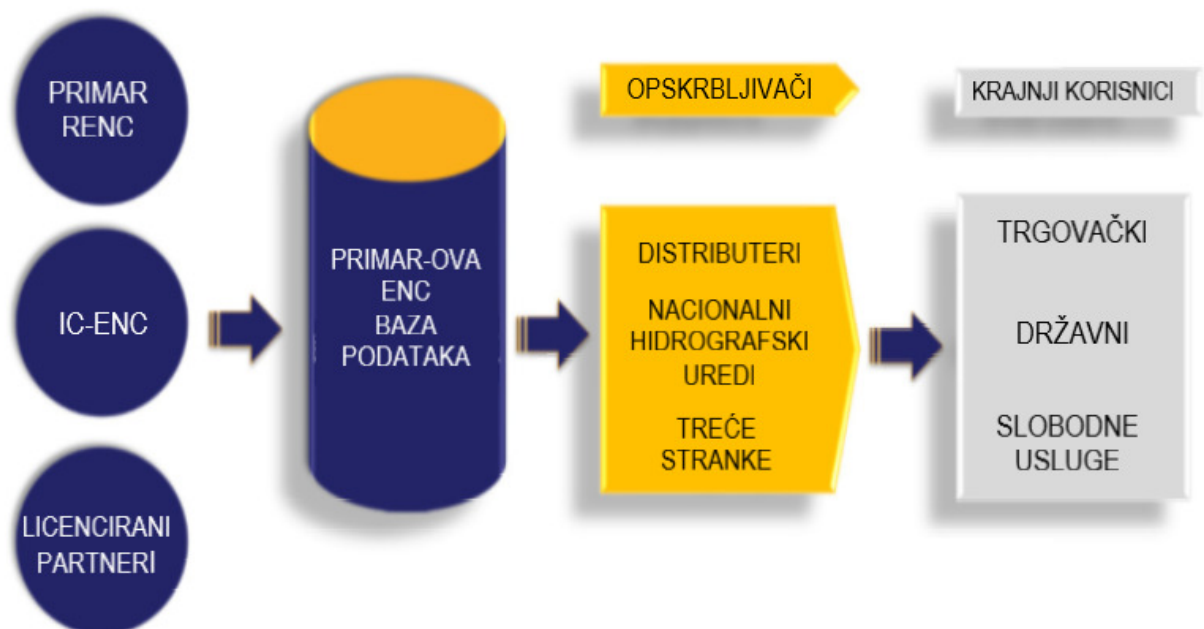 PRIMAR
RENC
IC-ENC
LICENCIRANI
PARTNERI
PRIMAR-OVA
ENC
BAZA
PODATAKA
OPSKRBLJIVAČI
DISTRIBUTERI
NACIONALNI
HIDROGRAFSKI
UREDI
TREĆE
STRANKE
KRAJNJI KORISNICI
TRGOVAČKI
DRŽAVNI
SLOBODNE
USLUGE